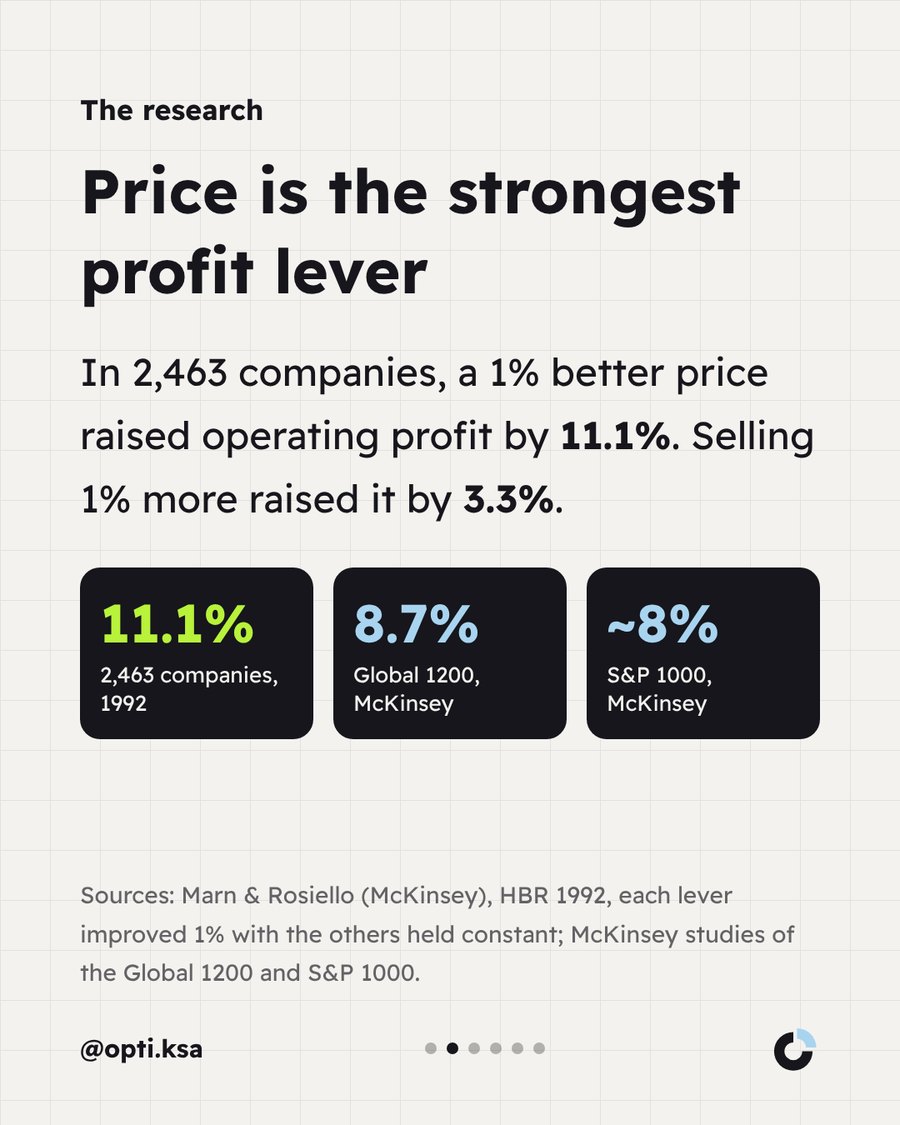 The research
Price is the strongest
profit lever
In 2,463 companies, a 1% better price
raised operating profit by 11.1%. Selling
1% more raised it by 3.3%.
11.1%
2,463 companies,
1992
8.7%
Global 1200,
McKinsey
~8%
S&P 1000,
McKinsey
Sources: Marn & Rosiello (McKinsey), HBR 1992, each lever
improved 1% with the others held constant; McKinsey studies of
the Global 1200 and S&P 1000.
@opti.ksa